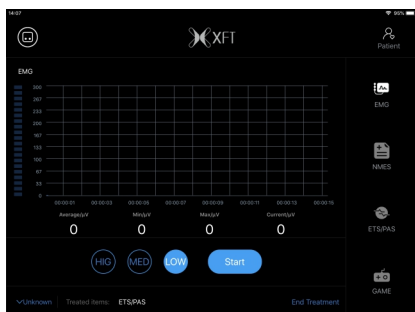 14:07
95%
XFT
Patient
EMG
300
267
233
200
167
133
100
67
33
0
00:00:01 00:00:03 00:00:05 00:00:07 00:00:09 00:00:11 00:00:13 00:00:15
Average/μV Min/μV Max/μV Current/μV
0 0 0 0
HIG MED LOW Start
Unknown Treated items: ETS/PAS End Treatment
EMG
NMES
ETS/PAS
GAME